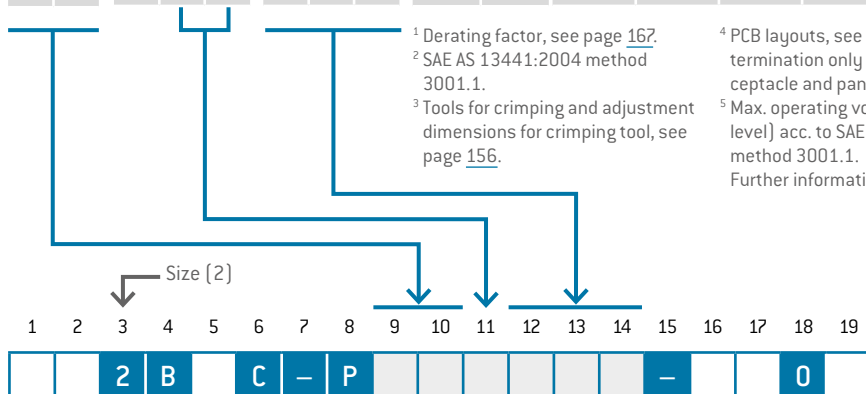 ¹ Derating factor, see page 167.
² SAE AS 13441:2004 method
3001.1.
³ Tools for crimping and adjustment
dimensions for crimping tool, see
page 156.
⁴ PCB layouts, see
termination only
ceptacle and pan
⁵ Max. operating vo
level) acc. to SAE
method 3001.1.
Further informati
Size (2)
1 2 3 4 5 6 7 8 9 10 11 12 13 14 15 16 17 18 19
2 B C – P – 0